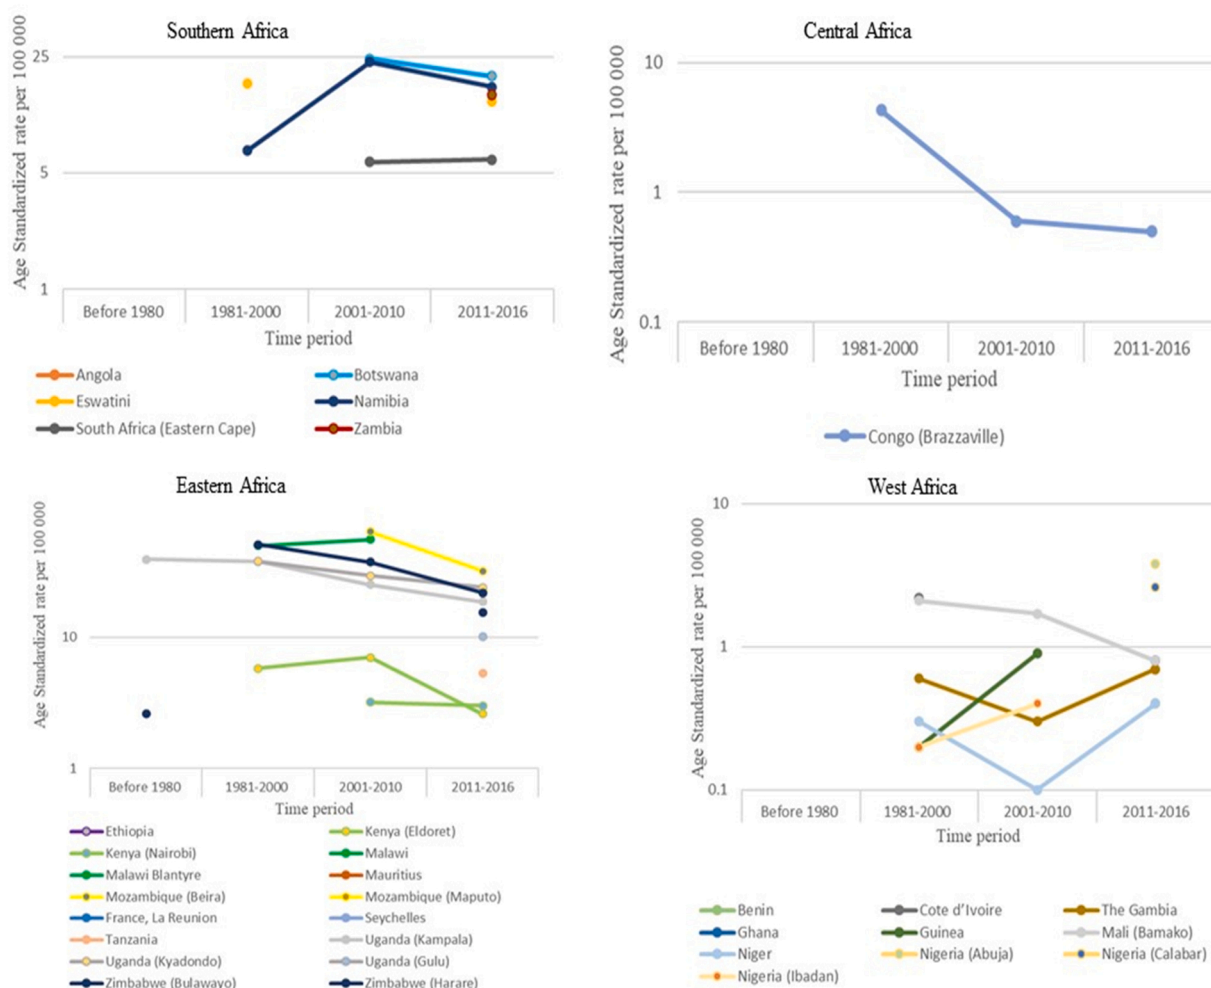 Southern Africa
Age Standardized rate per 100 000
25
5
1
Before 1980 1981-2000 2001-2010 2011-2016
Time period
Angola Botswana
Eswatini Namibia
South Africa (Eastern Cape) Zambia
Central Africa
Age Standardized rate per 100 000
10
1
0.1
Before 1980 1981-2000 2001-2010 2011-2016
Time period
Congo (Brazzaville)
Eastern Africa
Age Standardized rate per 100 000
10
1
Before 1980 1981-2000 2001-2010 2011-2016
Time period
Ethiopia Kenya (Eldoret)
Kenya (Nairobi) Malawi
Malawi Blantyre Mauritius
Mozambique (Beira) Mozambique (Maputo)
France, La Reunion Seychelles
Tanzania Uganda (Kampala)
Uganda (Kyadondo) Uganda (Gulu)
Zimbabwe (Bulawayo) Zimbabwe (Harare)
West Africa
Age Standardized rate per 100 000
10
1
0.1
Before 1980 1981-2000 2001-2010 2011-2016
Time period
Benin Cote d'Ivoire The Gambia
Ghana Guinea Mali (Bamako)
Niger Nigeria (Abuja) Nigeria (Calabar)
Nigeria (Ibadan)